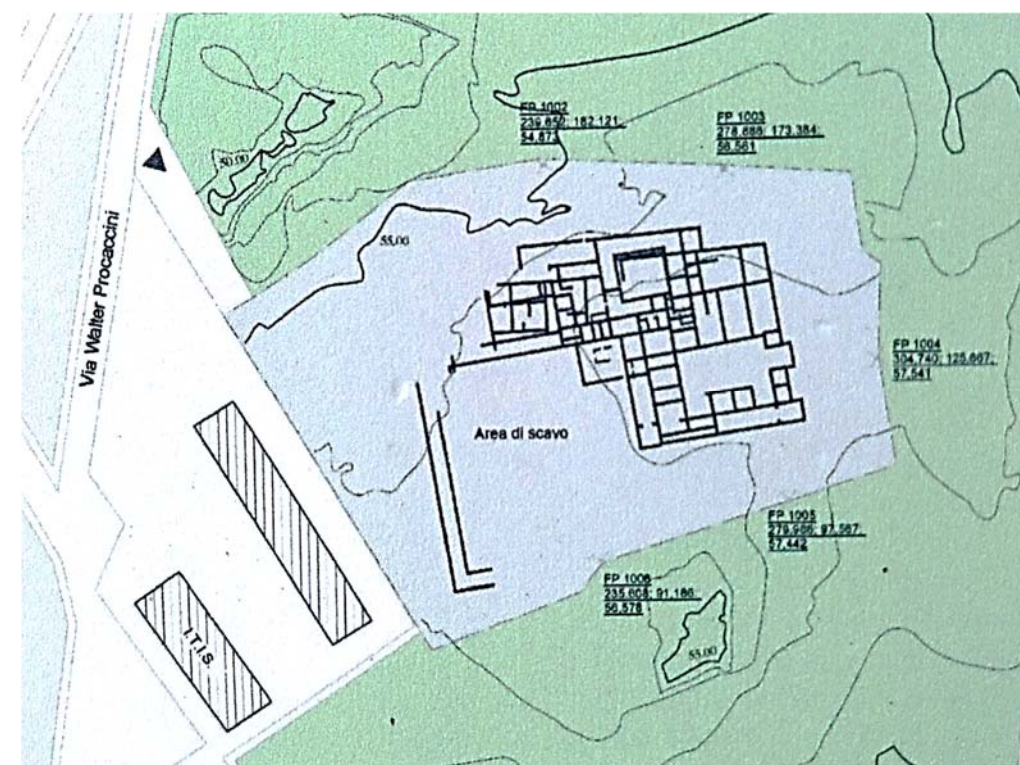 FP 1002
239.652; 182.121;
54.873
FP 1003
278.688; 173.384;
56.561
50.00
55.00
Via Walter Procaccini
FP 1004
304.740; 125.667;
57.541
Area di scavo
FP 1005
279.986; 97.567;
57.442
FP 1006
235.608; 91.186;
56.578
I.T.I.S.
55.00